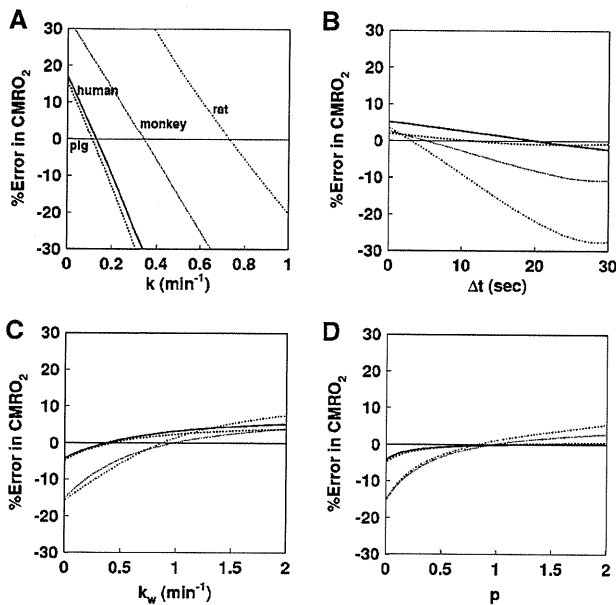 A
%Error in CMRO2
30
20
10
0
-10
-20
-30
human
monkey
rat
pig
0 0.2 0.4 0.6 0.8 1
k (min-1)
B
%Error in CMRO2
30
20
10
0
-10
-20
-30
0 10 20 30
Δt (sec)
C
%Error in CMRO2
30
20
10
0
-10
-20
-30
0 0.5 1 1.5 2
kw (min-1)
D
%Error in CMRO2
30
20
10
0
-10
-20
-30
0 0.5 1 1.5 2
p